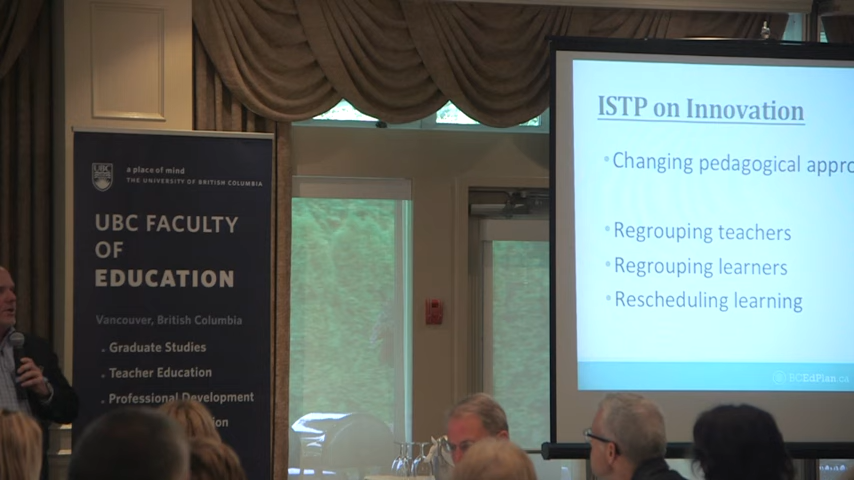 UBC
a place of mind
THE UNIVERSITY OF BRITISH COLUMBIA
UBC FACULTY
OF
EDUCATION
Vancouver, British Columbia
Graduate Studies
Teacher Education
Professional Development
ISTP on Innovation
Changing pedagogical appro
Regrouping teachers
Regrouping learners
Rescheduling learning
BCEdPlan.ca